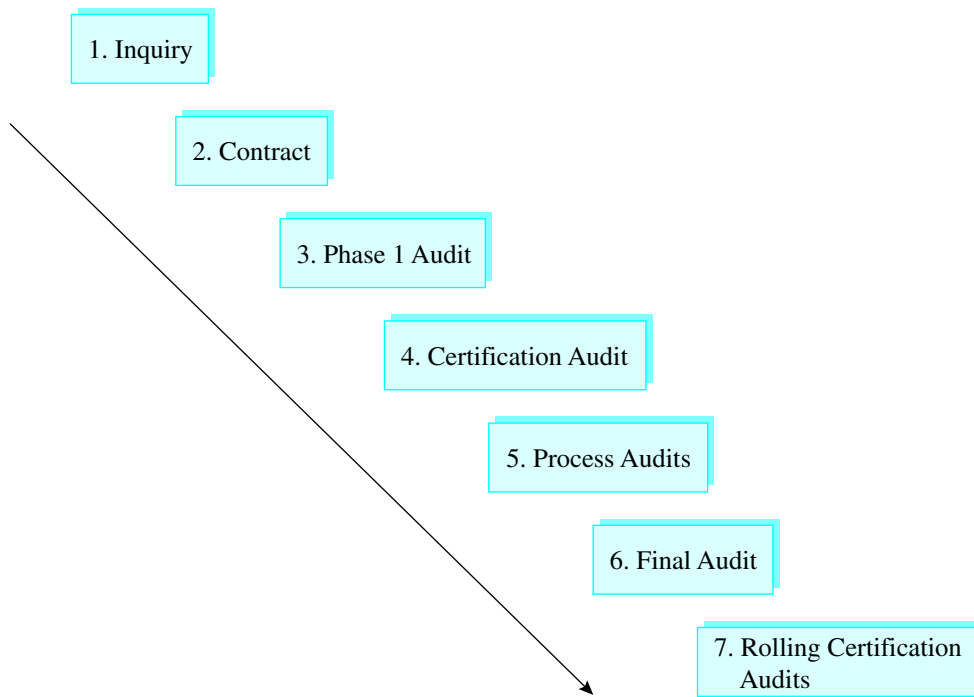 1. Inquiry
2. Contract
3. Phase 1 Audit
4. Certification Audit
5. Process Audits
6. Final Audit
7. Rolling Certification
Audits